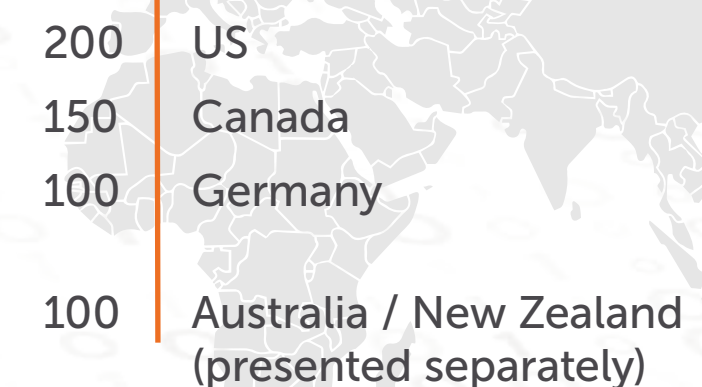 200 US
150 Canada
100 Germany
100 Australia / New Zealand
(presented separately)